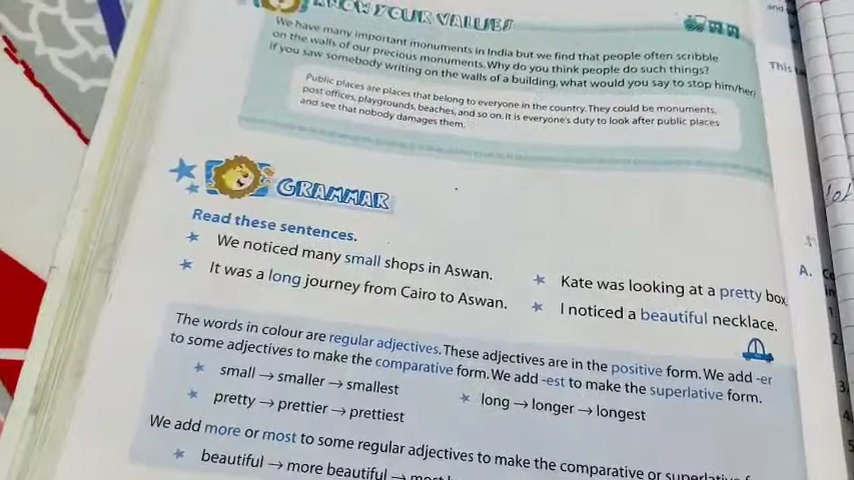 KNOW YOUR VALUES
We have many important monuments in India but we find that people often scribble
on the walls of our precious monuments. Why do you think people do such things?
If you saw somebody writing on the walls of a building, what would you say to stop him/her
Public places are places that belong to everyone in the country. They could be monuments,
post offices, playgrounds, beaches, and so on. It is everyone's duty to look after public places
and see that nobody damages them.
GRAMMAR
Read these sentences.
We noticed many small shops in Aswan.
Kate was looking at a pretty box.
It was a long journey from Cairo to Aswan.
I noticed a beautiful necklace.
The words in colour are regular adjectives. These adjectives are in the positive form. We add -er
to some adjectives to make the comparative form. We add -est to make the superlative form.
small → smaller → smallest
long → longer → longest
pretty → prettier → prettiest
We add more or most to some regular adjectives to make the comparative or superlative
beautiful → more beautiful →
and
This
A.
1.
2.
3.
4.
5